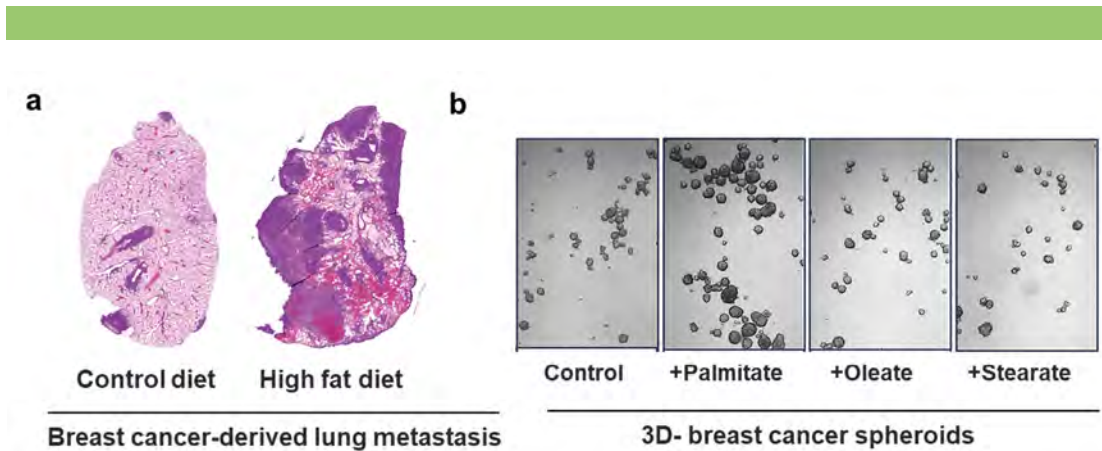 a
b
Control diet
High fat diet
Breast cancer-derived lung metastasis
Control
+Palmitate
+Oleate
+Stearate
3D- breast cancer spheroids